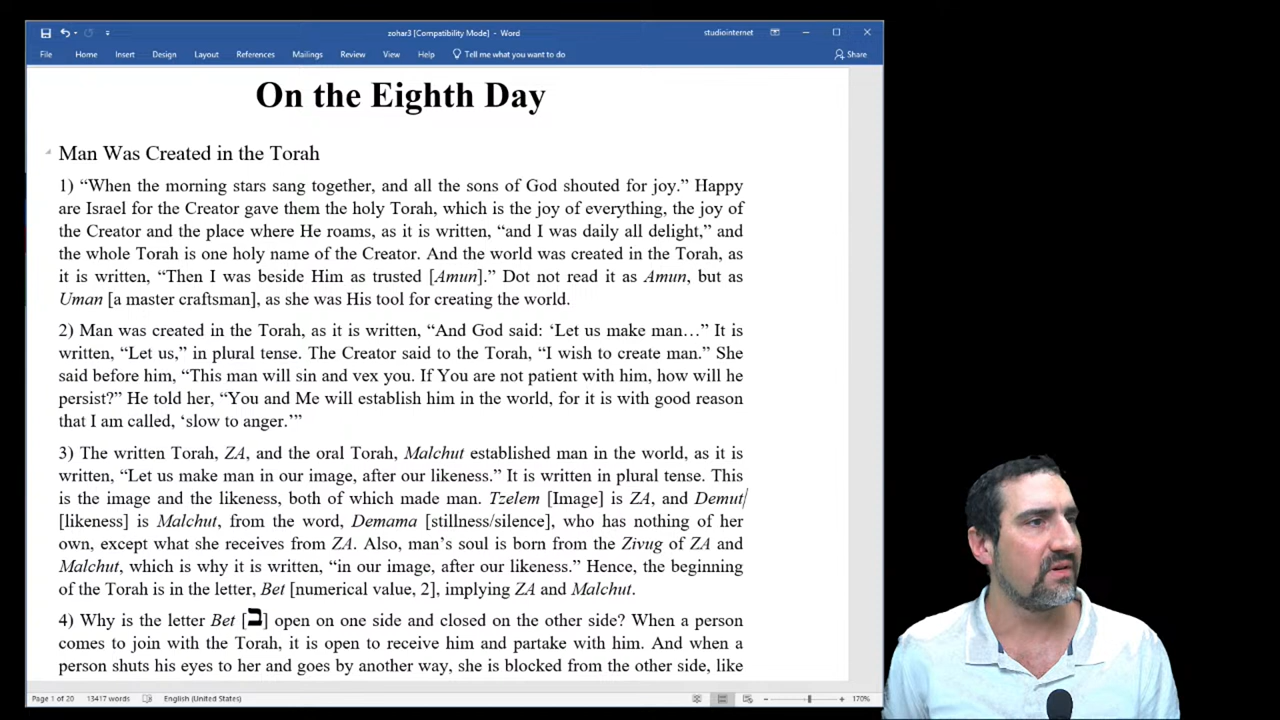 zohar3 [Compatibility Mode] - Word
studiointernet
File Home Insert Design Layout References Mailings Review View Help Tell me what you want to do Share
On the Eighth Day
Man Was Created in the Torah
1) “When the morning stars sang together, and all the sons of God shouted for joy.” Happy
are Israel for the Creator gave them the holy Torah, which is the joy of everything, the joy of
the Creator and the place where He roams, as it is written, “and I was daily all delight,” and
the whole Torah is one holy name of the Creator. And the world was created in the Torah, as
it is written, “Then I was beside Him as trusted [Amun].” Dot not read it as Amun, but as
Uman [a master craftsman], as she was His tool for creating the world.
2) Man was created in the Torah, as it is written, “And God said: ‘Let us make man…” It is
written, “Let us,” in plural tense. The Creator said to the Torah, “I wish to create man.” She
said before him, “This man will sin and vex you. If You are not patient with him, how will he
persist?” He told her, “You and Me will establish him in the world, for it is with good reason
that I am called, ‘slow to anger.’”
3) The written Torah, ZA, and the oral Torah, Malchut established man in the world, as it is
written, “Let us make man in our image, after our likeness.” It is written in plural tense. This
is the image and the likeness, both of which made man. Tzelem [Image] is ZA, and Demut
[likeness] is Malchut, from the word, Demama [stillness/silence], who has nothing of her
own, except what she receives from ZA. Also, man’s soul is born from the Zivug of ZA and
Malchut, which is why it is written, “in our image, after our likeness.” Hence, the beginning
of the Torah is in the letter, Bet [numerical value, 2], implying ZA and Malchut.
4) Why is the letter Bet [ב] open on one side and closed on the other side? When a person
comes to join with the Torah, it is open to receive him and partake with him. And when a
person shuts his eyes to her and goes by another way, she is blocked from the other side, like
Page 1 of 20 13417 words English (United States) 170%